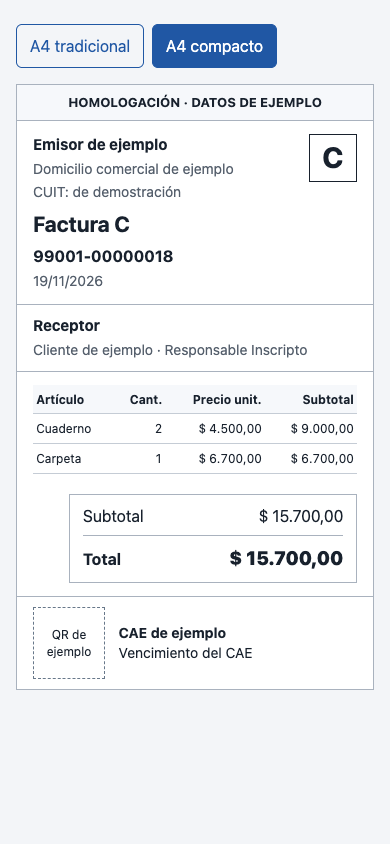 A4 tradicional
A4 compacto
HOMOLOGACIÓN · DATOS DE EJEMPLO
Emisor de ejemplo
Domicilio comercial de ejemplo
CUIT: de demostración
C
Factura C
99001-00000018
19/11/2026
Receptor
Cliente de ejemplo · Responsable Inscripto
Artículo Cant. Precio unit. Subtotal
Cuaderno 2 $ 4.500,00 $ 9.000,00
Carpeta 1 $ 6.700,00 $ 6.700,00
Subtotal $ 15.700,00
Total $ 15.700,00
QR de
ejemplo
CAE de ejemplo
Vencimiento del CAE